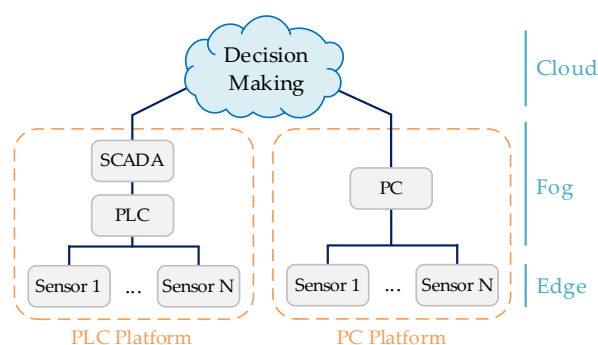 Decision
Making
Cloud
SCADA
PLC
PC
Fog
Sensor 1 ... Sensor N
Sensor 1 ... Sensor N
Edge
PLC Platform
PC Platform